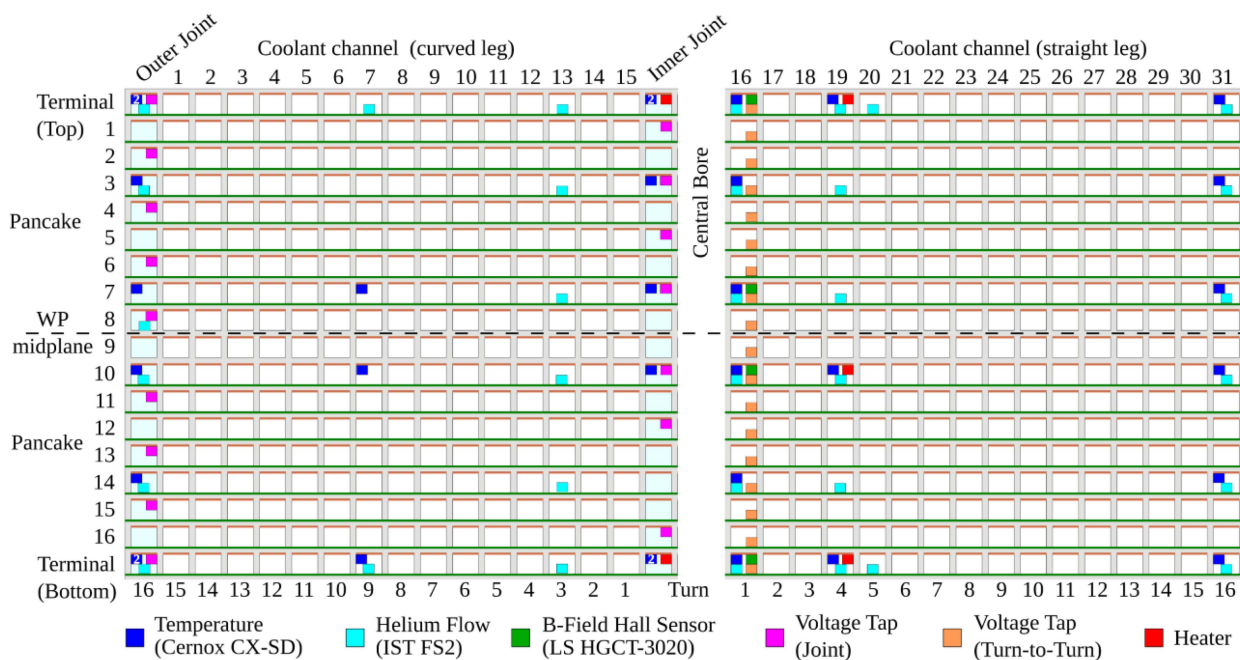 Outer Joint
Coolant channel (curved leg)
Inner Joint
Coolant channel (straight leg)
1 2 3 4 5 6 7 8 9 10 11 12 13 14 15
16 17 18 19 20 21 22 23 24 25 26 27 28 29 30 31
Terminal
2 2
(Top)
1
2
3
Pancake
4
5
6
7
WP
8
midplane
9
10
11
Pancake
12
13
14
15
16
Central Bore
Terminal
2 2
(Bottom)
16 15 14 13 12 11 10 9 8 7 6 5 4 3 2 1 Turn
1 2 3 4 5 6 7 8 9 10 11 12 13 14 15 16
Temperature
(Cernox CX-SD)
Helium Flow
(IST FS2)
B-Field Hall Sensor
(LS HGCT-3020)
Voltage Tap
(Joint)
Voltage Tap
(Turn-to-Turn)
Heater